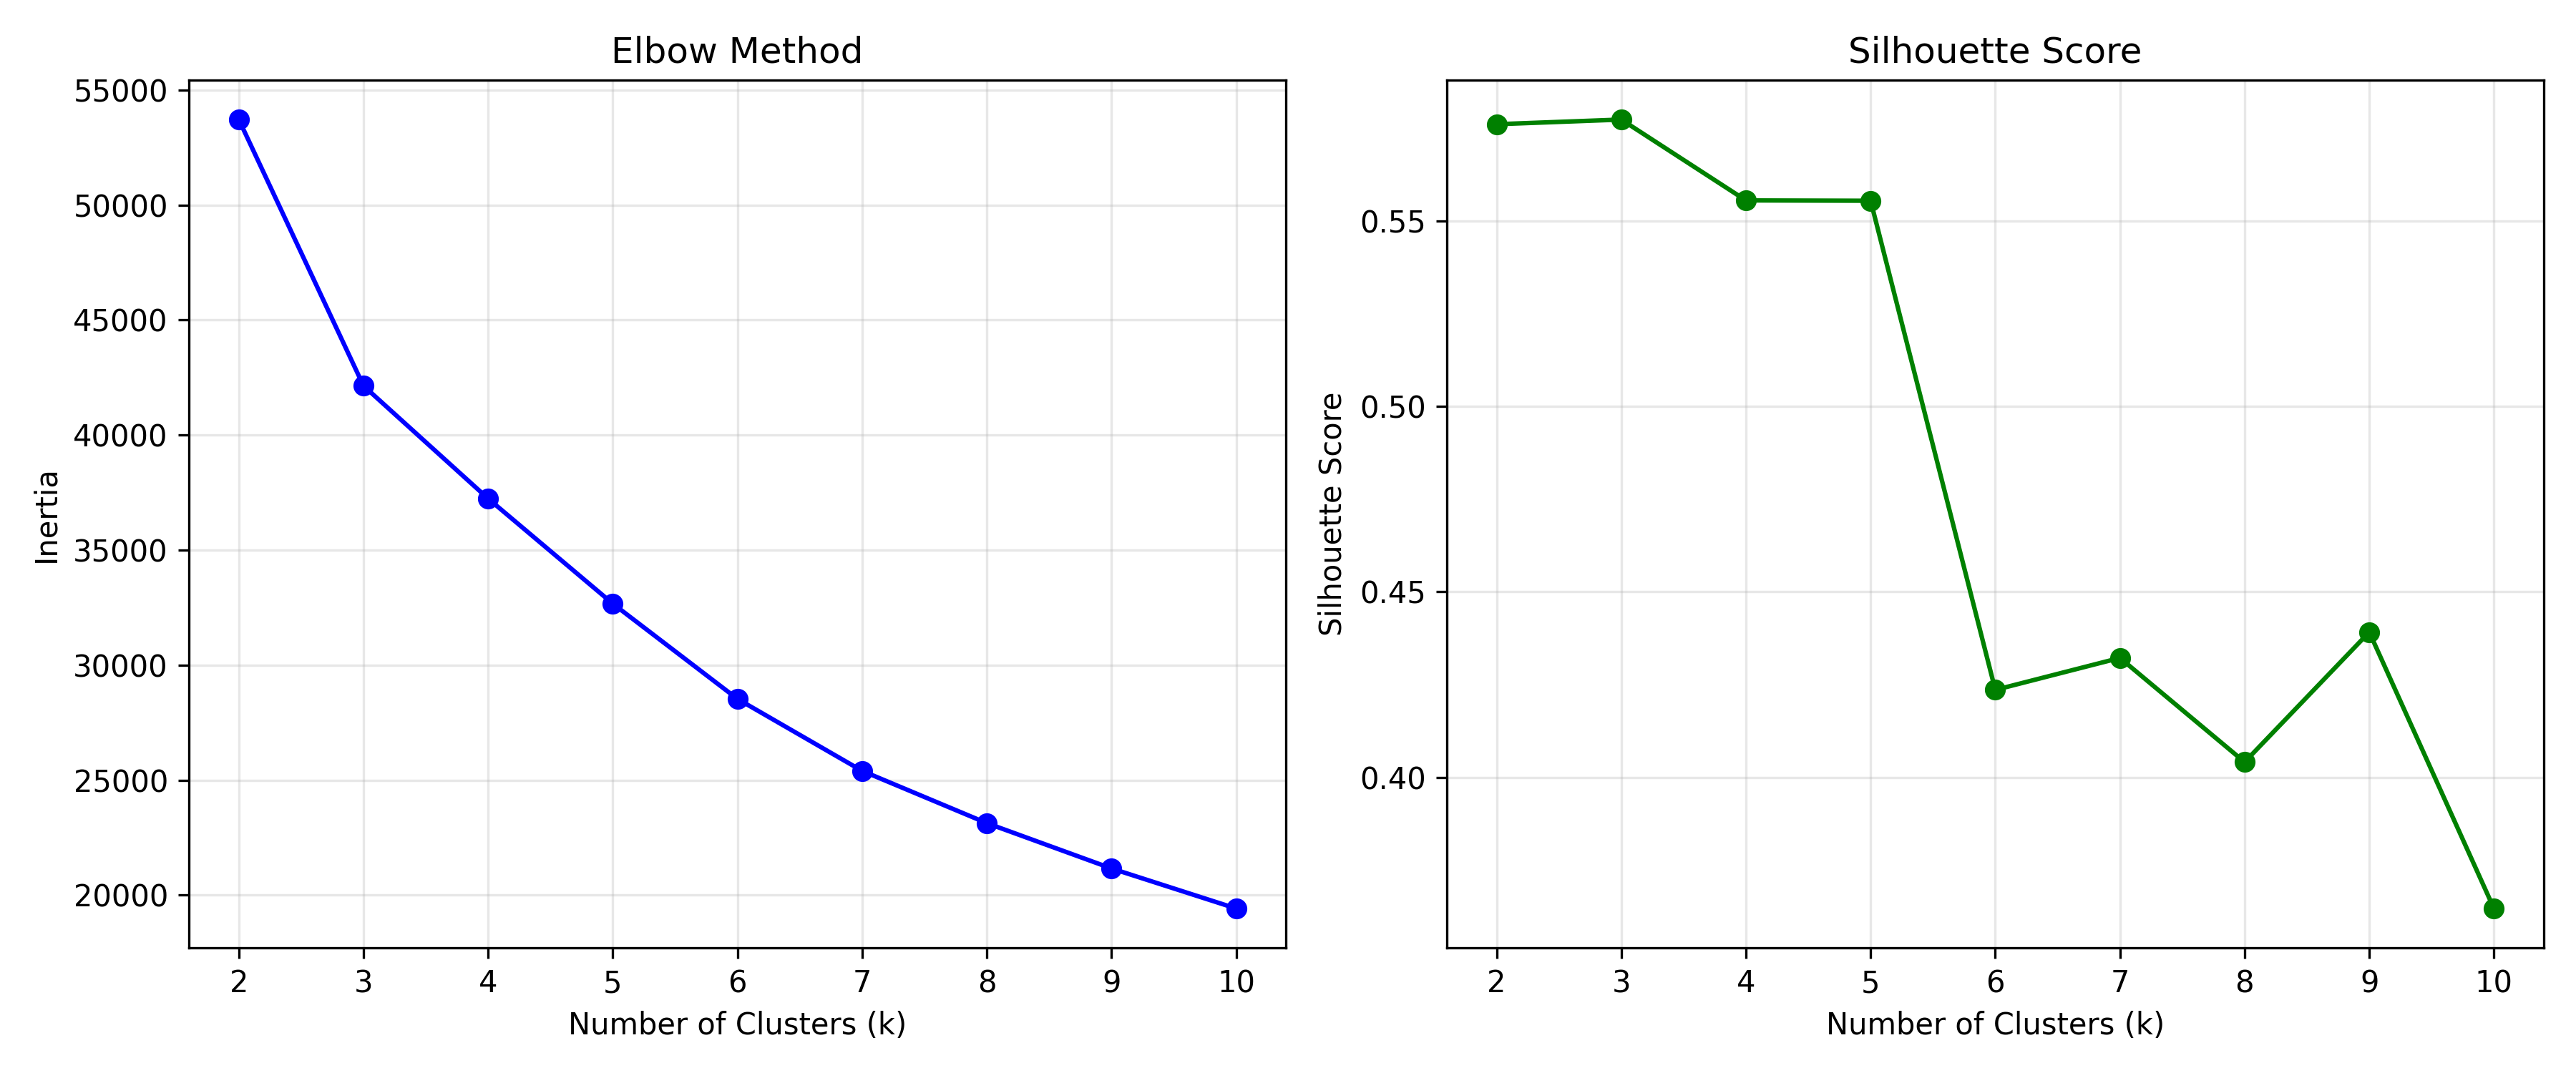 Elbow Method
55000
50000
45000
40000
35000
30000
25000
20000
Inertia
2 3 4 5 6 7 8 9 10
Number of Clusters (k)
Silhouette Score
0.55
0.50
0.45
0.40
Silhouette Score
2 3 4 5 6 7 8 9 10
Number of Clusters (k)